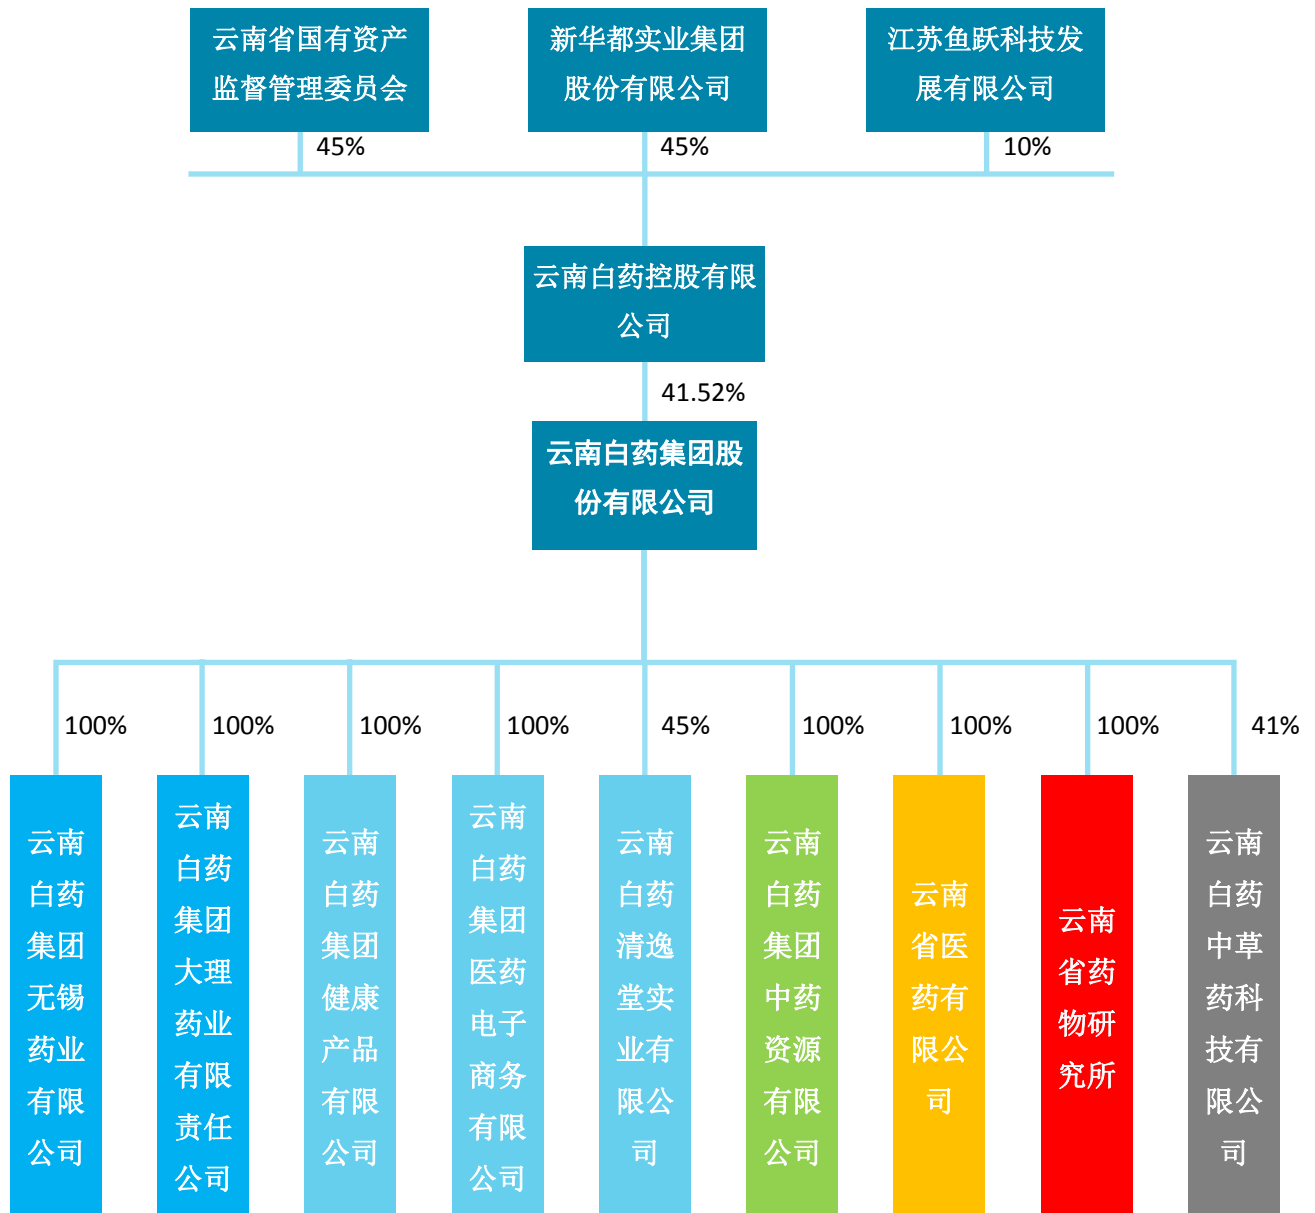 云南省国有资产
监督管理委员会
新华都实业集团
股份有限公司
江苏鱼跃科技发
展有限公司
45%
45%
10%
云南白药控股有限
公司
41.52%
云南白药集团股
份有限公司
100%
100%
100%
100%
45%
100%
100%
100%
41%
云南
白药
集团
无锡
药业
有限
公司
云南
白药
集团
大理
药业
有限
责任
公司
云南
白药
集团
健康
产品
有限
公司
云南
白药
集团
医药
电子
商务
有限
公司
云南
白药
清逸
堂实
业有
限公
司
云南
白药
集团
中药
资源
有限
公司
云南
省医
药有
限公
司
云南
省药
物研
究所
云南
白药
中草
药科
技有
限公
司